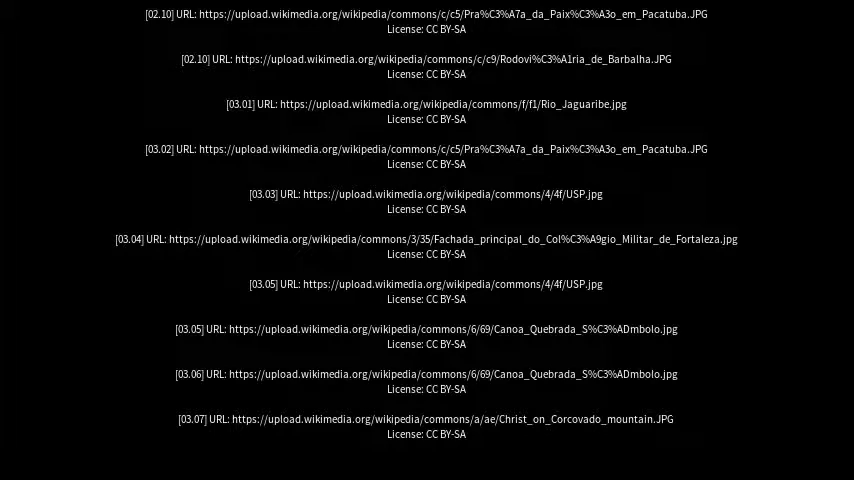 [02.10] URL: https://upload.wikimedia.org/wikipedia/commons/c/c5/Pra%C3%A7a_da_Paix%C3%A3o_em_Pacatuba.JPG
License: CC BY-SA
[02.10] URL: https://upload.wikimedia.org/wikipedia/commons/c/c9/Rodovi%C3%A1ria_de_Barbalha.JPG
License: CC BY-SA
[03.01] URL: https://upload.wikimedia.org/wikipedia/commons/f/f1/Rio_Jaguaribe.jpg
License: CC BY-SA
[03.02] URL: https://upload.wikimedia.org/wikipedia/commons/c/c5/Pra%C3%A7a_da_Paix%C3%A3o_em_Pacatuba.JPG
License: CC BY-SA
[03.03] URL: https://upload.wikimedia.org/wikipedia/commons/4/4f/USP.jpg
License: CC BY-SA
[03.04] URL: https://upload.wikimedia.org/wikipedia/commons/3/35/Fachada_principal_do_Col%C3%A9gio_Militar_de_Fortaleza.jpg
License: CC BY-SA
[03.05] URL: https://upload.wikimedia.org/wikipedia/commons/4/4f/USP.jpg
License: CC BY-SA
[03.05] URL: https://upload.wikimedia.org/wikipedia/commons/6/69/Canoa_Quebrada_S%C3%ADmbolo.jpg
License: CC BY-SA
[03.06] URL: https://upload.wikimedia.org/wikipedia/commons/6/69/Canoa_Quebrada_S%C3%ADmbolo.jpg
License: CC BY-SA
[03.07] URL: https://upload.wikimedia.org/wikipedia/commons/a/ae/Christ_on_Corcovado_mountain.JPG
License: CC BY-SA